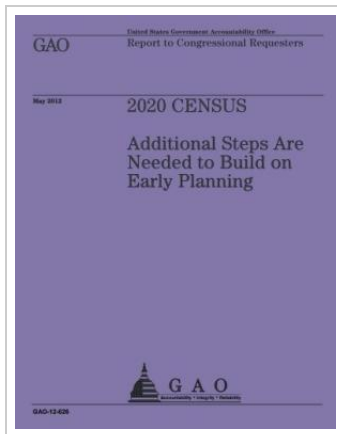 United States Government Accountability Office
GAO
Report to Congressional Requesters
May 2012
2020 CENSUS
Additional Steps Are
Needed to Build on
Early Planning
GAO
Accountability * Integrity * Reliability
GAO-12-626